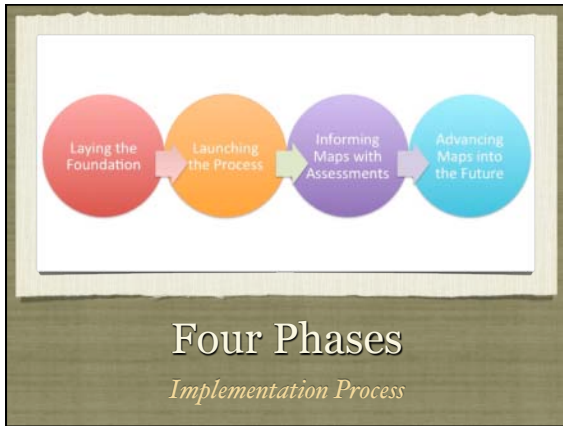 Laying the
Foundation
Launching
the Process
Informing
Maps with
Assessments
Advancing
Maps into
the Future
Four Phases
Implementation Process